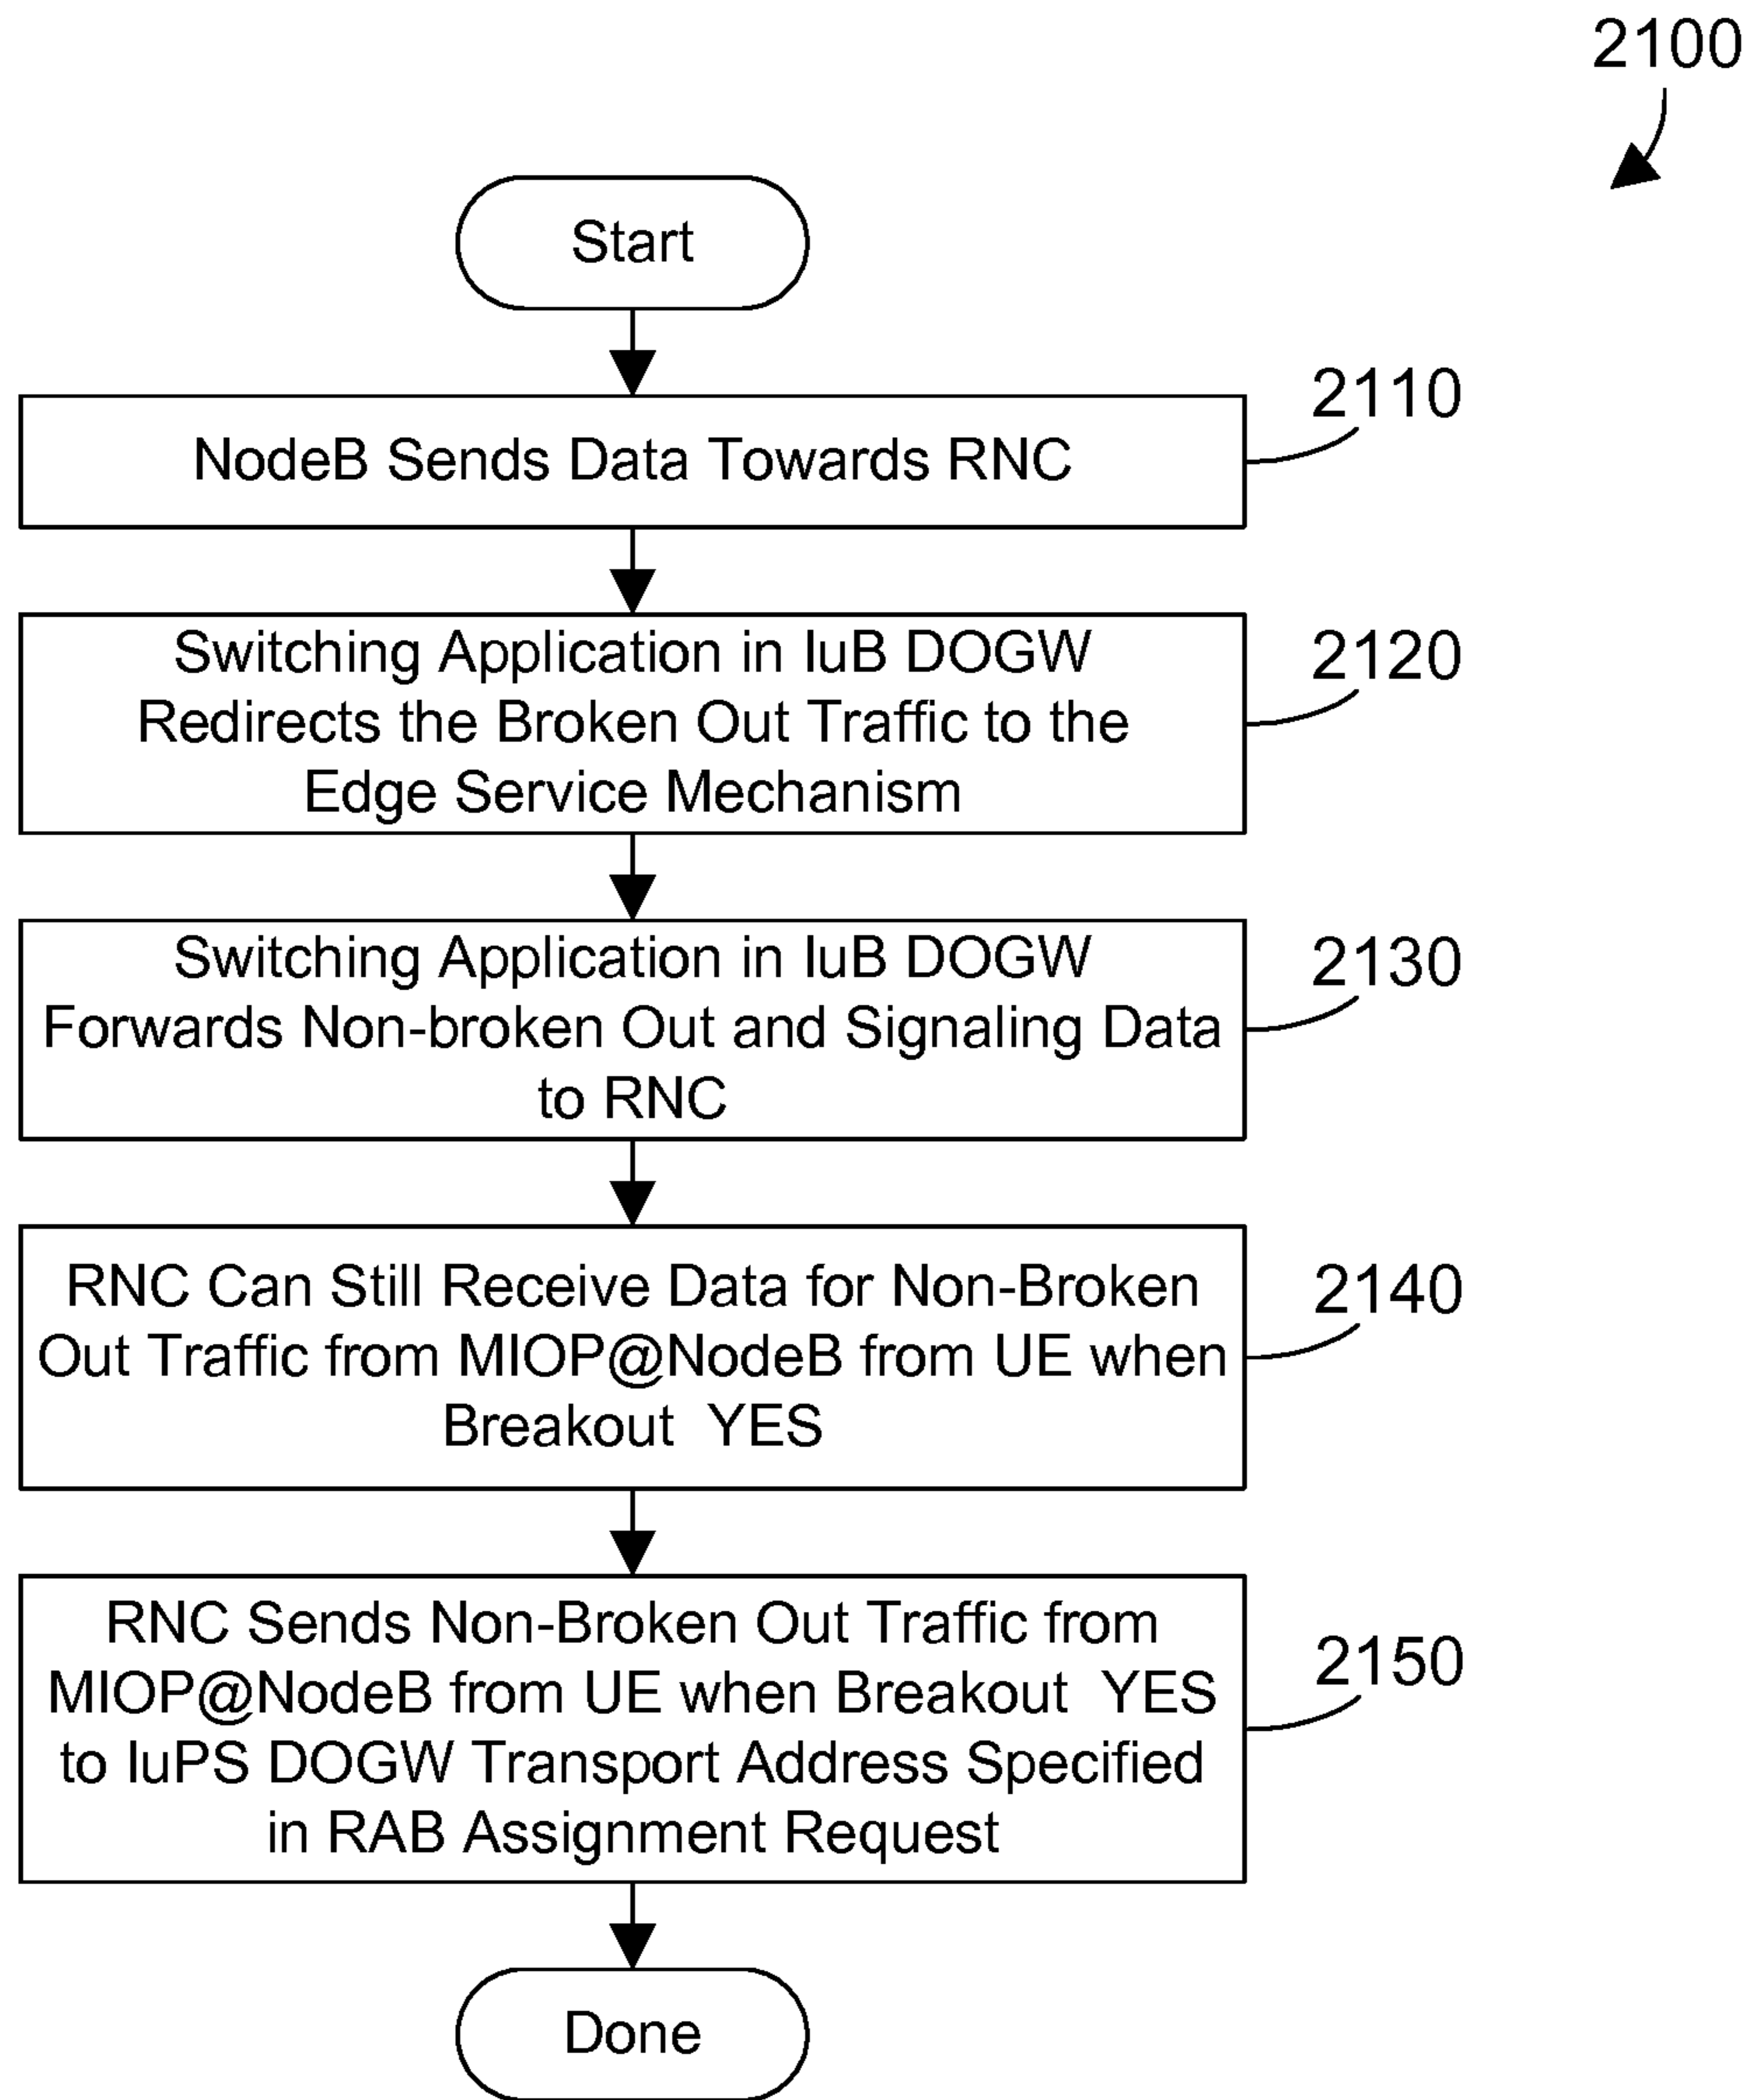 2100
Start
NodeB Sends Data Towards RNC
2110
Switching Application in IuB DOGW
Redirects the Broken Out Traffic to the
Edge Service Mechanism
2120
Switching Application in IuB DOGW
Forwards Non-broken Out and Signaling Data
to RNC
2130
RNC Can Still Receive Data for Non-Broken
Out Traffic from MIOP@NodeB from UE when
Breakout YES
2140
RNC Sends Non-Broken Out Traffic from
MIOP@NodeB from UE when Breakout YES
to IuPS DOGW Transport Address Specified
in RAB Assignment Request
2150
Done